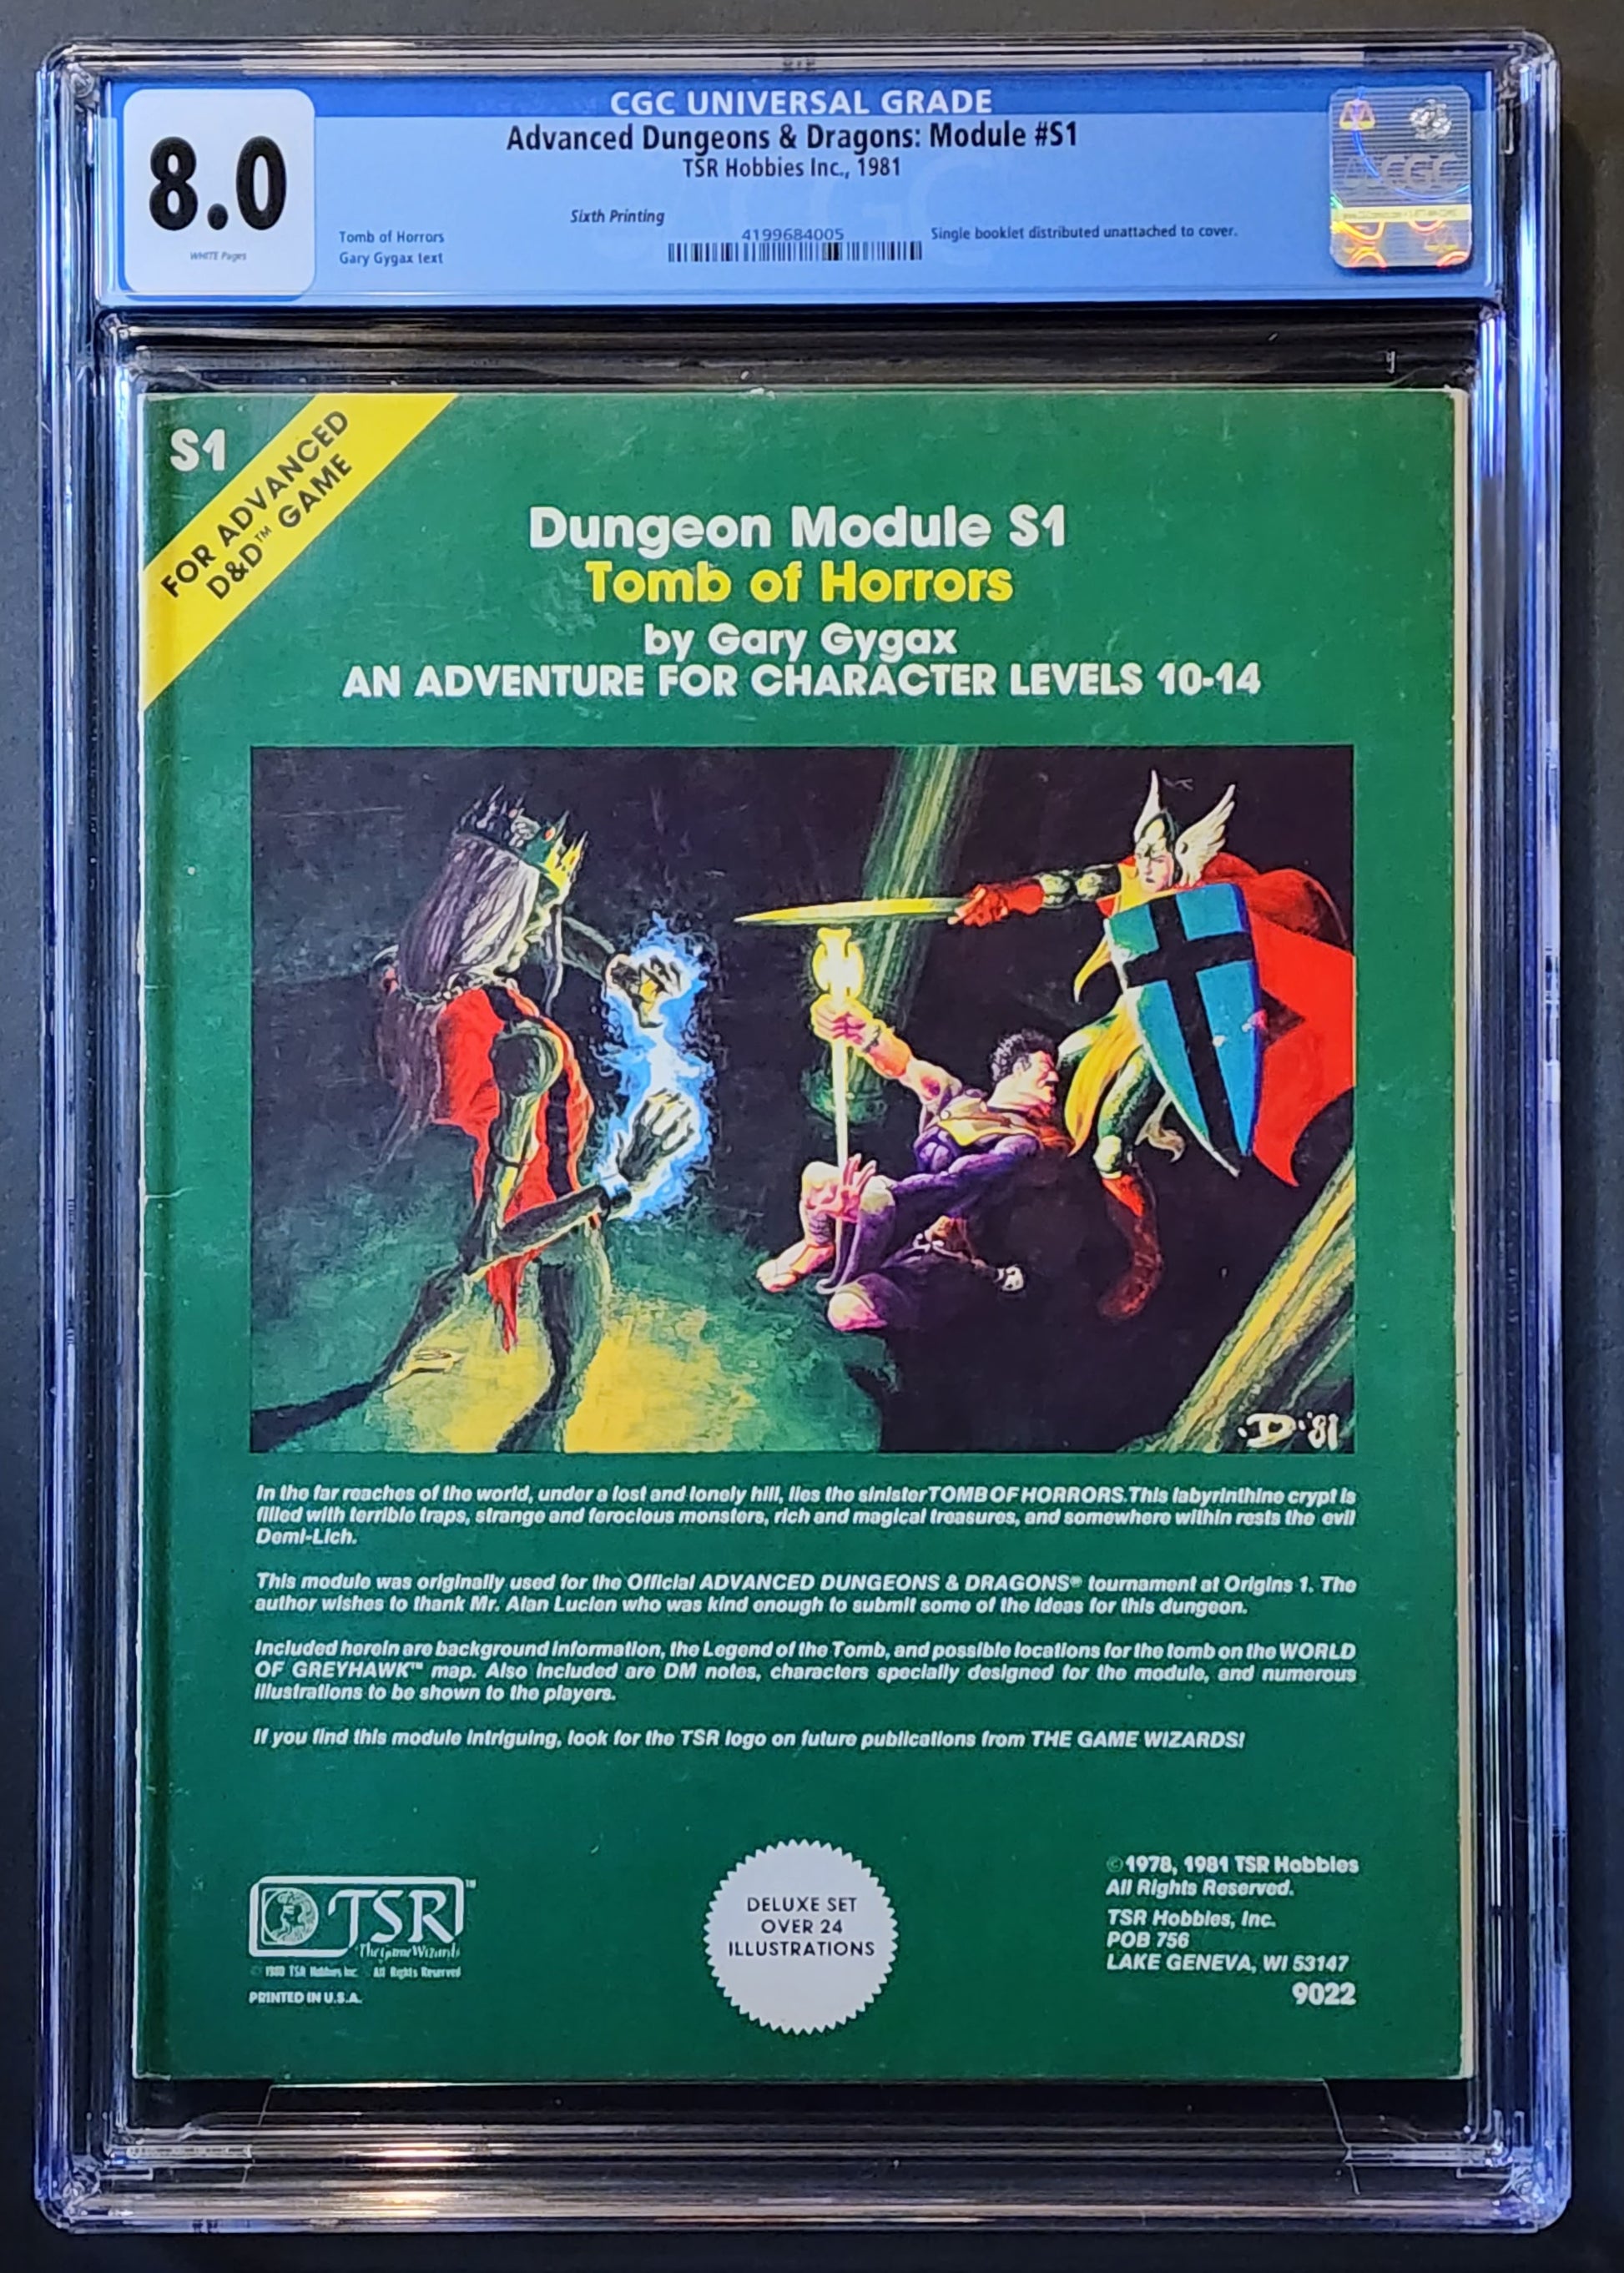 CGC UNIVERSAL GRADE
8.0
WHITE Pages
Advanced Dungeons & Dragons: Module #S1
TSR Hobbies Inc., 1981
Sixth Printing
Tomb of Horrors
Gary Gygax text
4199684005
Single booklet distributed unattached to cover.
CGC
S1
FOR ADVANCED
D&D™ GAME
Dungeon Module S1
Tomb of Horrors
by Gary Gygax
AN ADVENTURE FOR CHARACTER LEVELS 10-14
·D·'81
In the far reaches of the world, under a lost and lonely hill, lies the sinister TOMB OF HORRORS. This labyrinthine crypt is
filled with terrible traps, strange and ferocious monsters, rich and magical treasures, and somewhere within rests the evil
Demi-Lich.
This module was originally used for the Official ADVANCED DUNGEONS & DRAGONS® tournament at Origins 1. The
author wishes to thank Mr. Alan Lucien who was kind enough to submit some of the ideas for this dungeon.
Included herein are background information, the Legend of the Tomb, and possible locations for the tomb on the WORLD
OF GREYHAWK™ map. Also included are DM notes, characters specially designed for the module, and numerous
illustrations to be shown to the players.
If you find this module intriguing, look for the TSR logo on future publications from THE GAME WIZARDS!
TSR™
The Game Wizards
© 1980 TSR Hobbies Inc. All Rights Reserved
PRINTED IN U.S.A.
DELUXE SET
OVER 24
ILLUSTRATIONS
©1978, 1981 TSR Hobbies
All Rights Reserved.
TSR Hobbies, Inc.
POB 756
LAKE GENEVA, WI 53147
9022